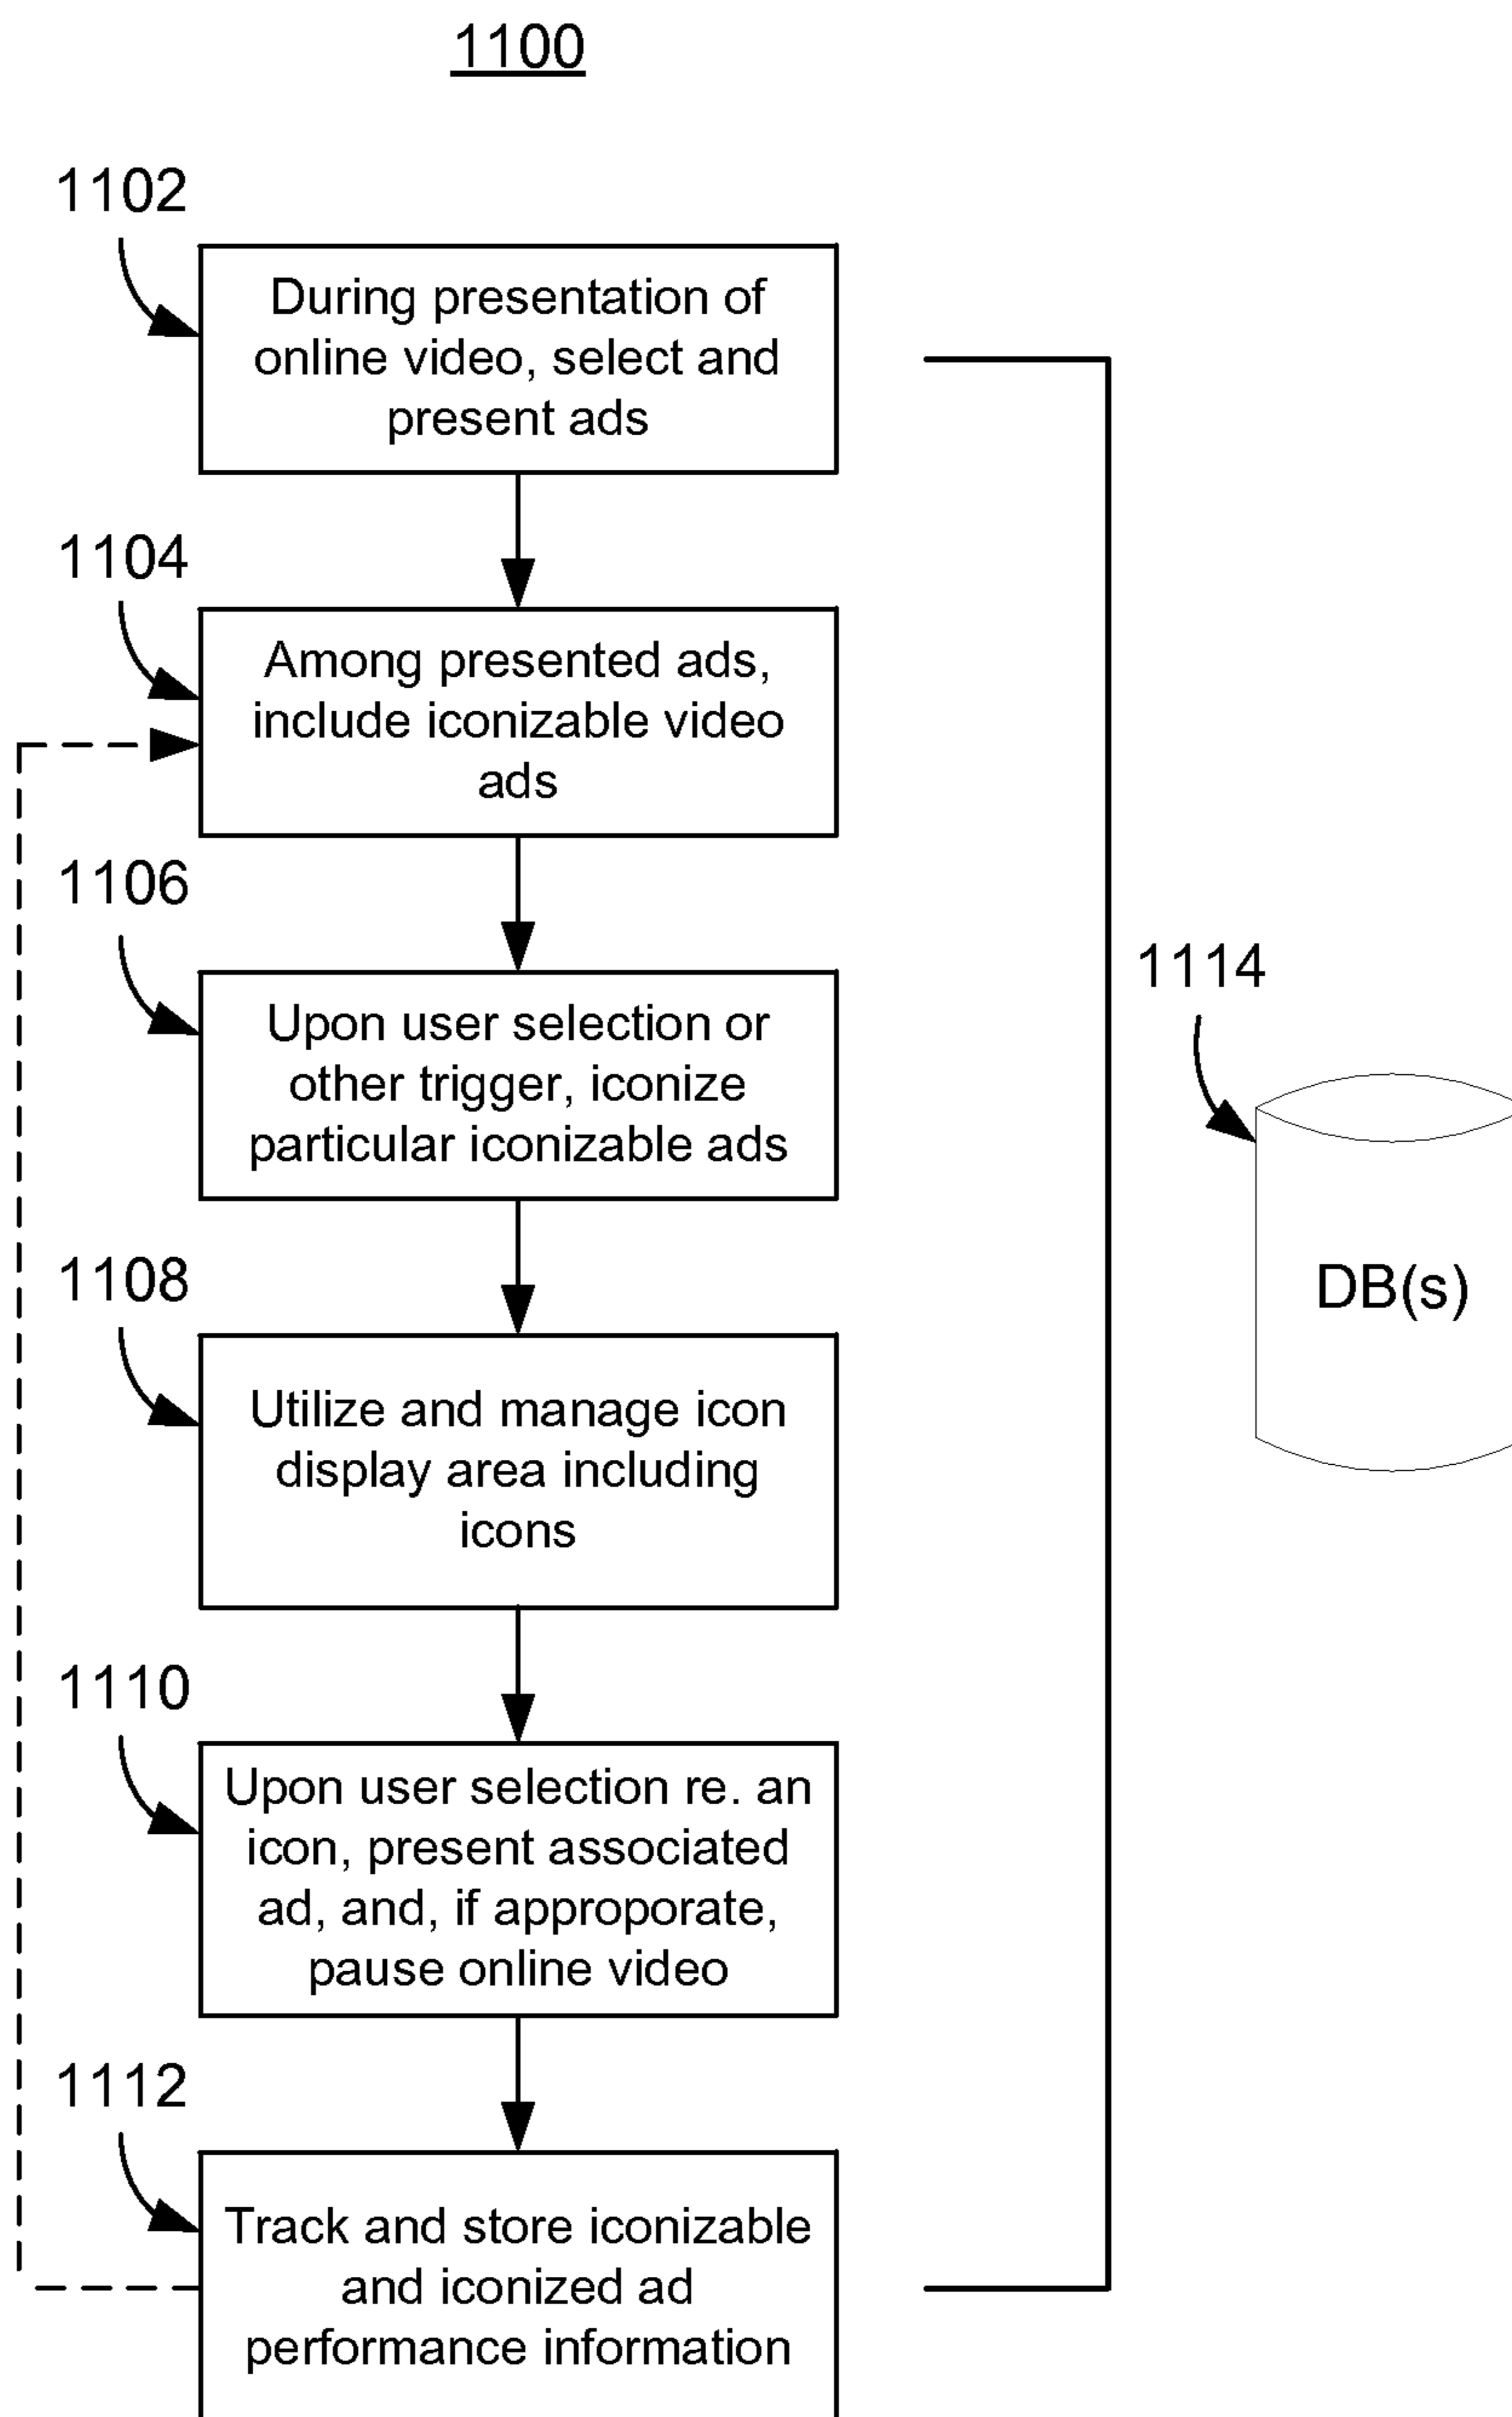 1100
1102
During presentation of
online video, select and
present ads
1104
Among presented ads,
include iconizable video
ads
1106
Upon user selection or
other trigger, iconize
particular iconizable ads
1108
Utilize and manage icon
display area including
icons
1110
Upon user selection re. an
icon, present associated
ad, and, if approporate,
pause online video
1112
Track and store iconizable
and iconized ad
performance information
1114
DB(s)